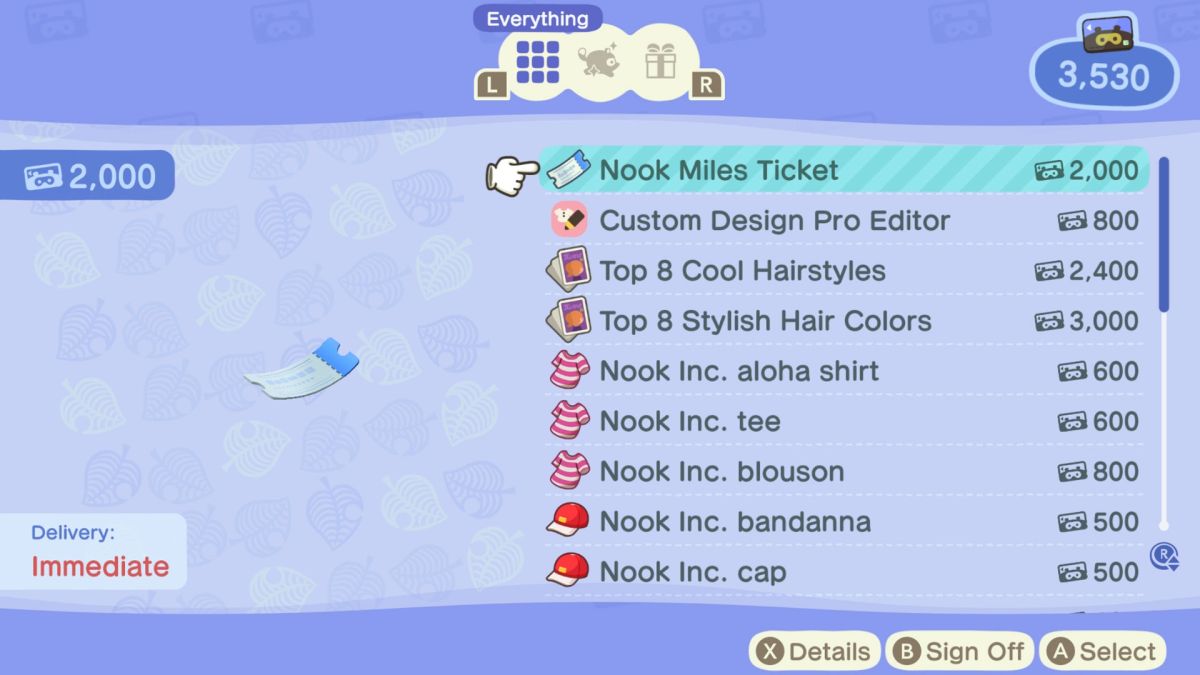 Everything
L
R
3,530
2,000
Nook Miles Ticket 2,000
Custom Design Pro Editor 800
Top 8 Cool Hairstyles 2,400
Top 8 Stylish Hair Colors 3,000
Nook Inc. aloha shirt 600
Nook Inc. tee 600
Nook Inc. blouson 800
Nook Inc. bandanna 500
Nook Inc. cap 500
Delivery:
Immediate
R
X Details B Sign Off A Select